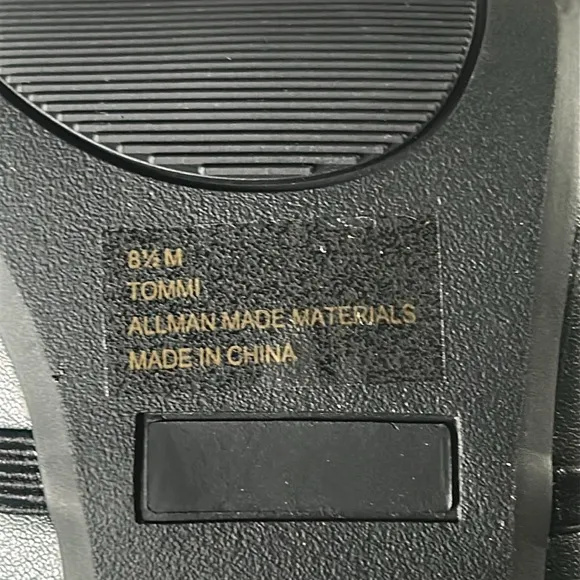 8½ M
TOMMI
ALLMAN MADE MATERIALS
MADE IN CHINA